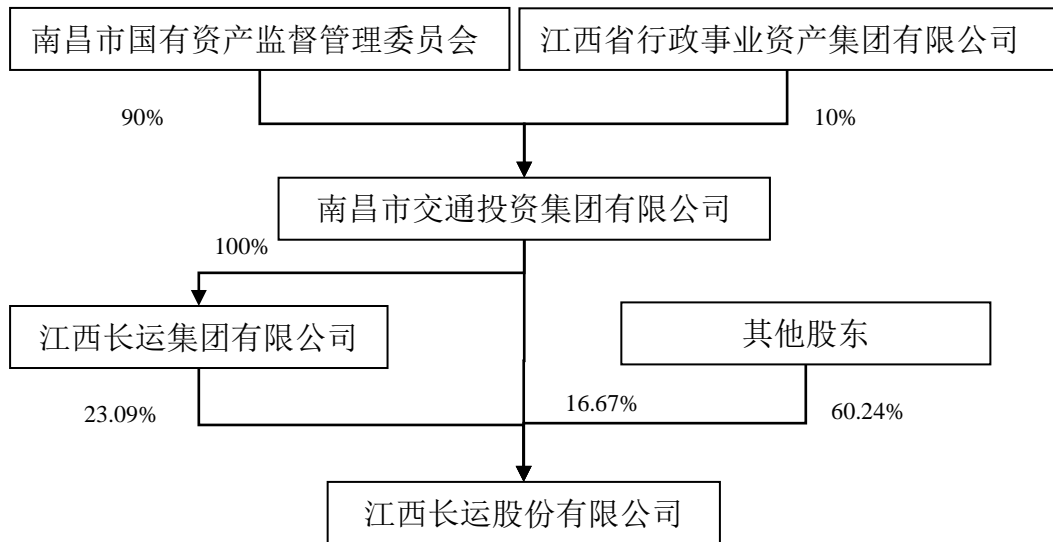 南昌市国有资产监督管理委员会
江西省行政事业资产集团有限公司
90%
10%
南昌市交通投资集团有限公司
100%
江西长运集团有限公司
其他股东
23.09%
16.67%
60.24%
江西长运股份有限公司